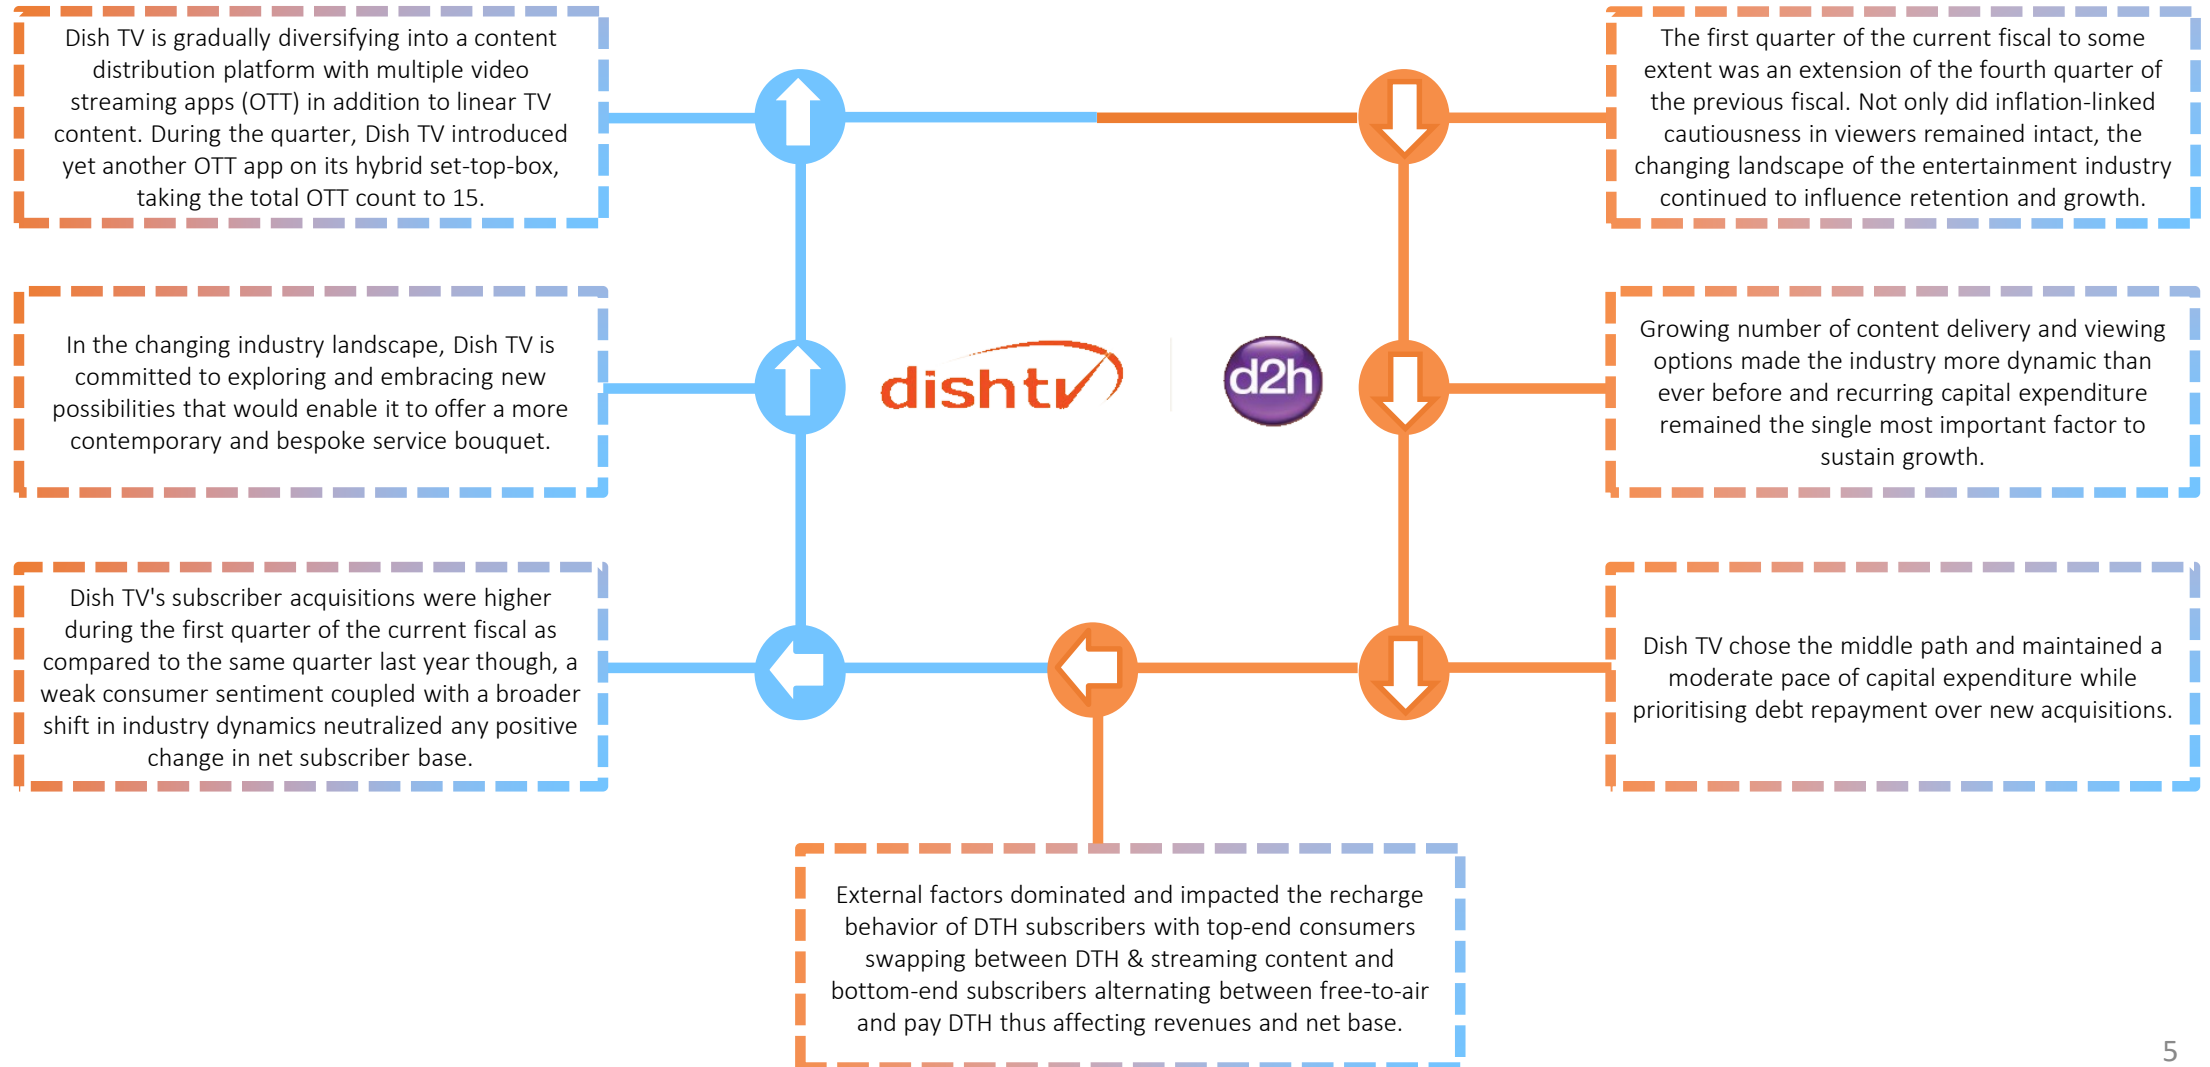 Dish TV is gradually diversifying into a content
distribution platform with multiple video
streaming apps (OTT) in addition to linear TV
content. During the quarter, Dish TV introduced
yet another OTT app on its hybrid set-top-box,
taking the total OTT count to 15.
In the changing industry landscape, Dish TV is
committed to exploring and embracing new
possibilities that would enable it to offer a more
contemporary and bespoke service bouquet.
Dish TV's subscriber acquisitions were higher
during the first quarter of the current fiscal as
compared to the same quarter last year though, a
weak consumer sentiment coupled with a broader
shift in industry dynamics neutralized any positive
change in net subscriber base.
dishtv
d2h
The first quarter of the current fiscal to some
extent was an extension of the fourth quarter of
the previous fiscal. Not only did inflation-linked
cautiousness in viewers remained intact, the
changing landscape of the entertainment industry
continued to influence retention and growth.
Growing number of content delivery and viewing
options made the industry more dynamic than
ever before and recurring capital expenditure
remained the single most important factor to
sustain growth.
Dish TV chose the middle path and maintained a
moderate pace of capital expenditure while
prioritising debt repayment over new acquisitions.
External factors dominated and impacted the recharge
behavior of DTH subscribers with top-end consumers
swapping between DTH & streaming content and
bottom-end subscribers alternating between free-to-air
and pay DTH thus affecting revenues and net base.
5